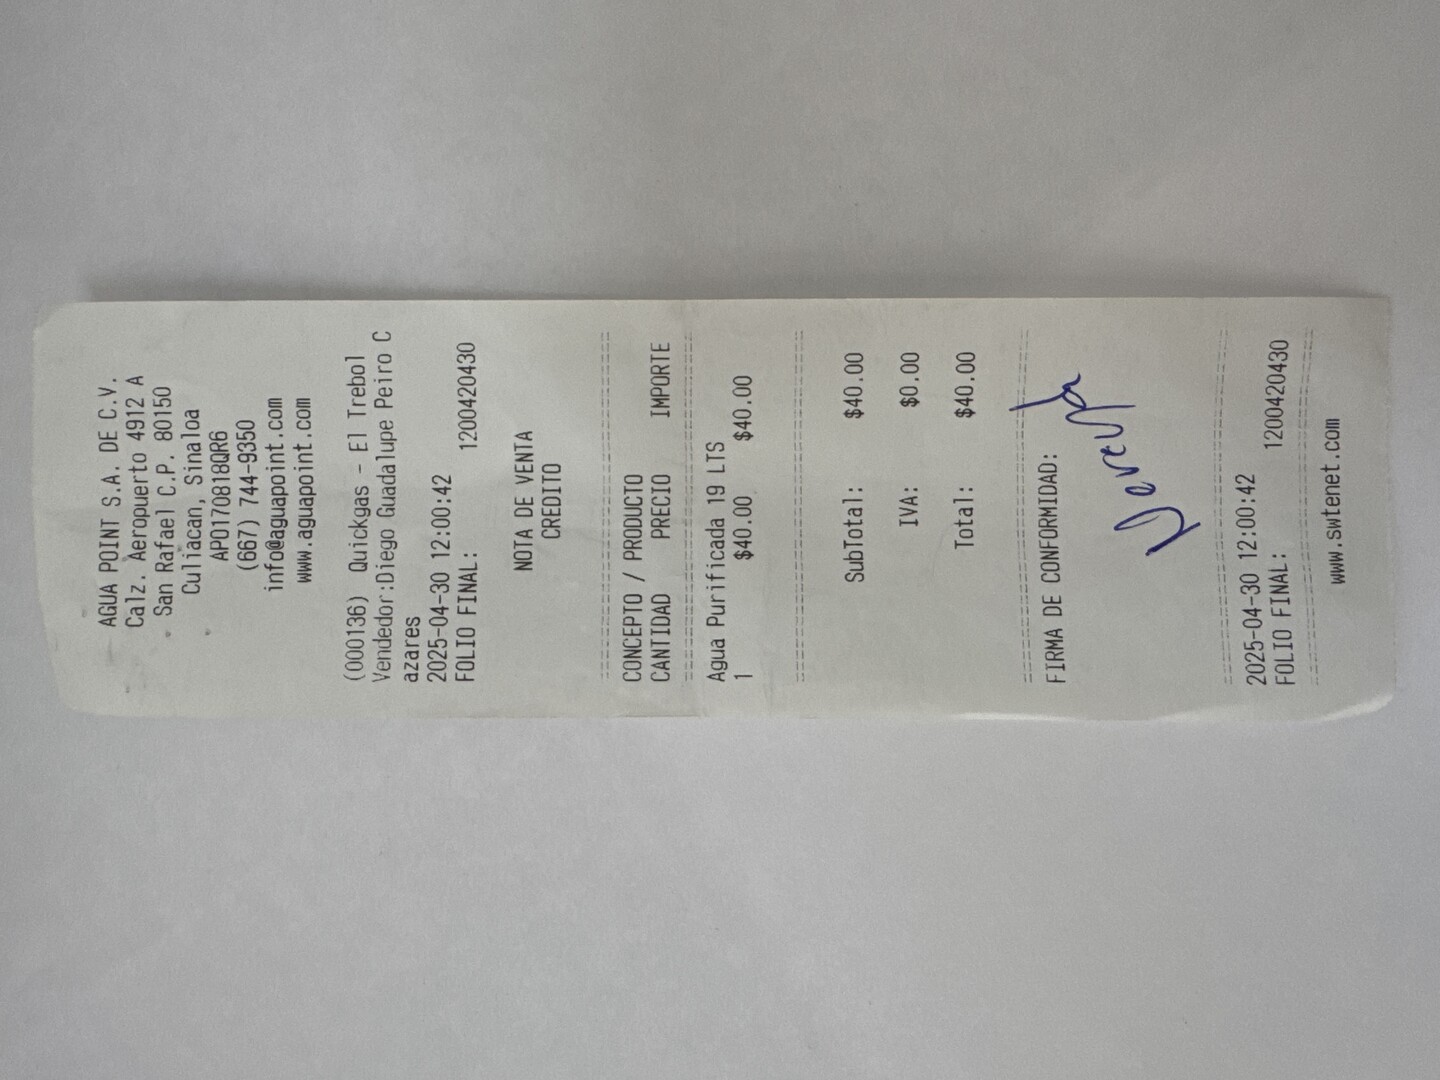 AGUA POINT S.A. DE C.V.
Calz. Aeropuerto 4912 A
San Rafael C.P. 80150
Culiacan, Sinaloa
APO170818QR6
(667) 744-9350
info@aguapoint.com
www.aguapoint.com
(000136) Quickgas - El Trebol
Vendedor:Diego Guadalupe Peiro C
azares
2025-04-30 12:00:42
FOLIO FINAL: 1200420430
NOTA DE VENTA
CREDITO
CONCEPTO / PRODUCTO
CANTIDAD PRECIO IMPORTE
Agua Purificada 19 LTS
1 $40.00 $40.00
SubTotal: $40.00
IVA: $0.00
Total: $40.00
FIRMA DE CONFORMIDAD:
2025-04-30 12:00:42
FOLIO FINAL: 1200420430
www.swtenet.com